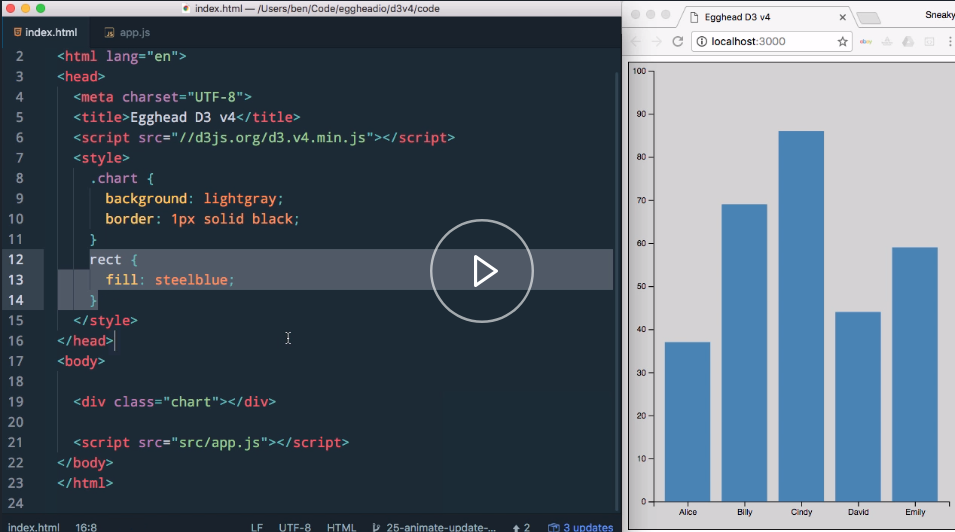 index.html — /Users/ben/Code/eggheadio/d3v4/code
index.html
app.js
2 <html lang="en">
3 <head>
4 <meta charset="UTF-8">
5 <title>Egghead D3 v4</title>
6 <script src="//d3js.org/d3.v4.min.js"></script>
7 <style>
8 .chart {
9 background: lightgray;
10 border: 1px solid black;
11 }
12 rect {
13 fill: steelblue;
14 }
15 </style>
16 </head>
17 <body>
18
19 <div class="chart"></div>
20
21 <script src="src/app.js"></script>
22 </body>
23 </html>
24
index.html 16:8 LF UTF-8 HTML 25-animate-update-... 2 3 updates
Egghead D3 v4
Sneaky
localhost:3000
ebay
100
90
80
70
60
50
40
30
20
10
0
Alice Billy Cindy David Emily